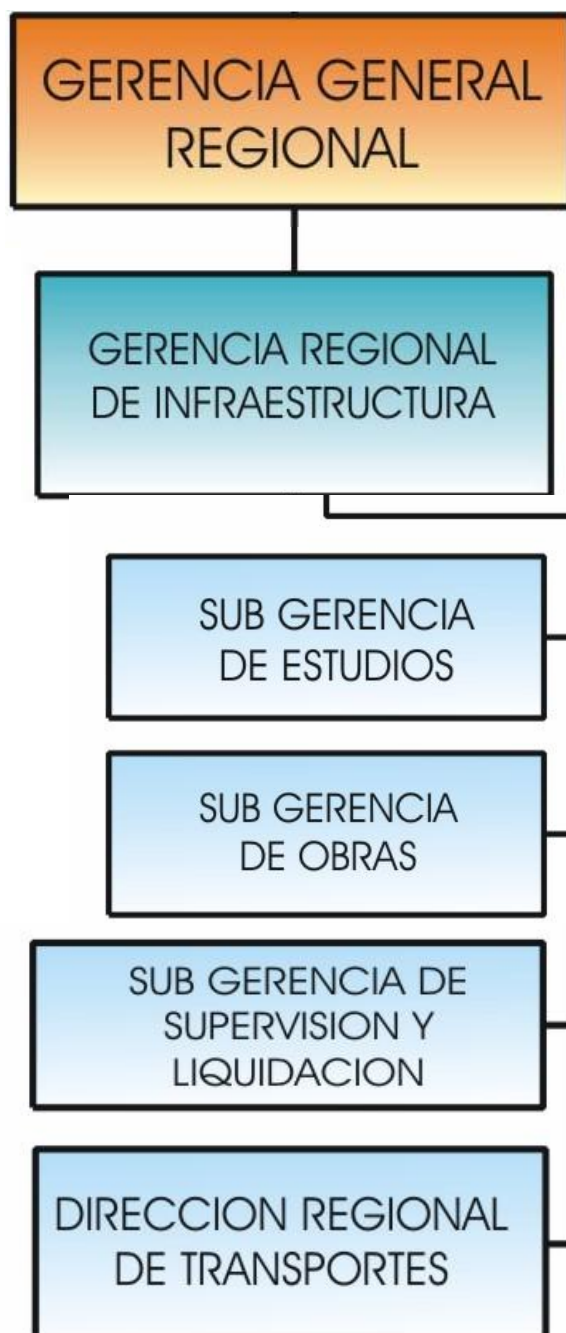 GERENCIA GENERAL
REGIONAL
GERENCIA REGIONAL
DE INFRAESTRUCTURA
SUB GERENCIA
DE ESTUDIOS
SUB GERENCIA
DE OBRAS
SUB GERENCIA DE
SUPERVISION Y
LIQUIDACION
DIRECCION REGIONAL
DE TRANSPORTES